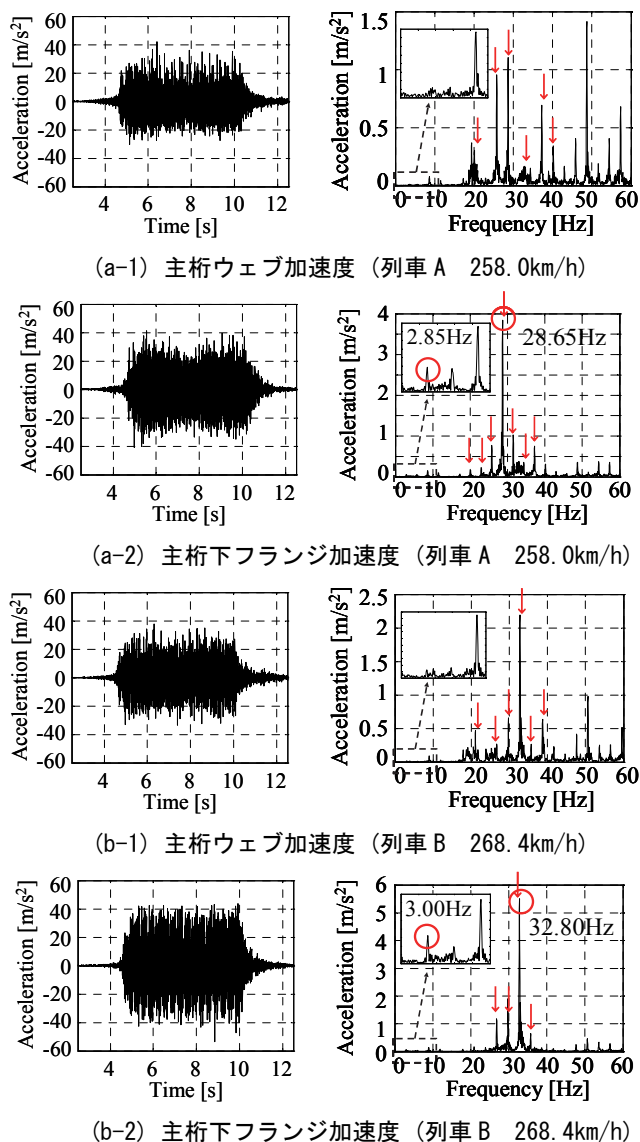 Acceleration [m/s²]
60
40
20
0
-20
-40
-60
4 6 8 10 12
Time [s]
Acceleration [m/s²]
1.5
1
0.5
0
0 10 20 30 40 50 60
Frequency [Hz]
(a-1) 主桁ウェブ加速度 (列車 A 258.0km/h)
Acceleration [m/s²]
60
40
20
0
-20
-40
-60
4 6 8 10 12
Time [s]
Acceleration [m/s²]
4
3
2
1
0
2.85Hz
28.65Hz
0 10 20 30 40 50 60
Frequency [Hz]
(a-2) 主桁下フランジ加速度 (列車 A 258.0km/h)
Acceleration [m/s²]
60
40
20
0
-20
-40
-60
4 6 8 10 12
Time [s]
Acceleration [m/s²]
2.5
2
1.5
1
0.5
0
0 10 20 30 40 50 60
Frequency [Hz]
(b-1) 主桁ウェブ加速度 (列車 B 268.4km/h)
Acceleration [m/s²]
60
40
20
0
-20
-40
-60
4 6 8 10 12
Time [s]
Acceleration [m/s²]
6
5
4
3
2
1
0
3.00Hz
32.80Hz
0 10 20 30 40 50 60
Frequency [Hz]
(b-2) 主桁下フランジ加速度 (列車 B 268.4km/h)